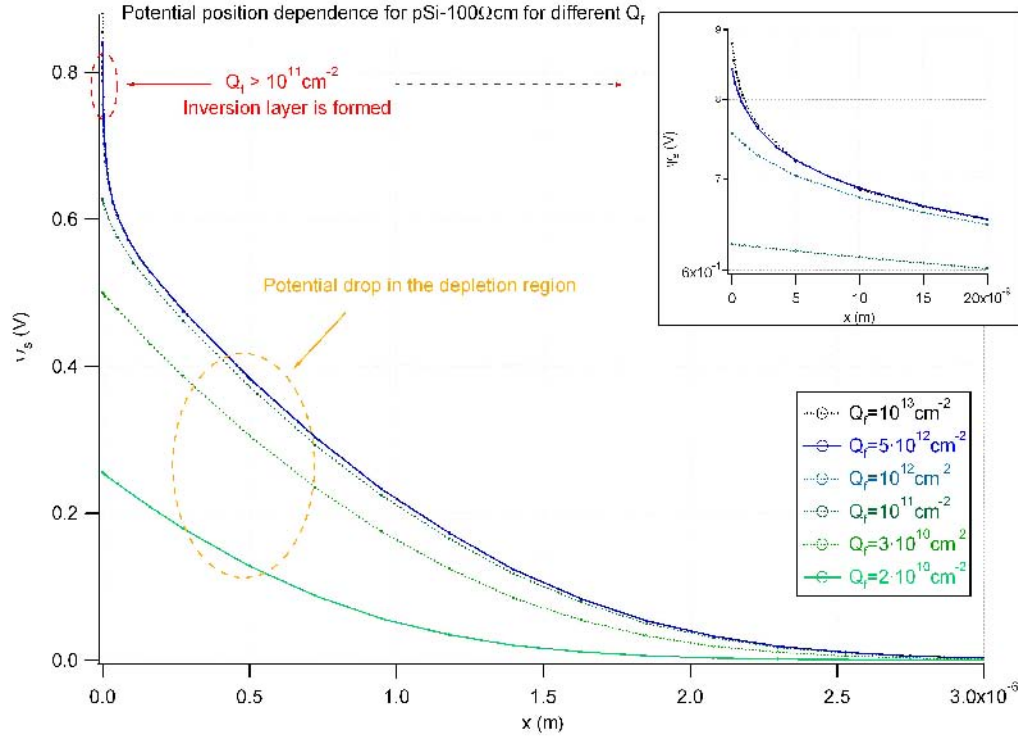 Potential position dependence for pSi-100Ωcm for different Qf
Qf > 10^11cm^-2
Inversion layer is formed
Potential drop in the depletion region
ψs (V)
0.8
0.6
0.4
0.2
0.0
0.0
0.5
1.0
1.5
2.0
2.5
3.0x10^-6
x (m)
ψs (V)
9
8
7
6x10^-1
0
5
10
15
20x10^-8
x (m)
Qf=10^13cm^-2
Qf=5·10^12cm^-2
Qf=10^12cm^2
Qf=10^11cm^-2
Qf=3·10^10cm^2
Qf=2·10^10cm^-2